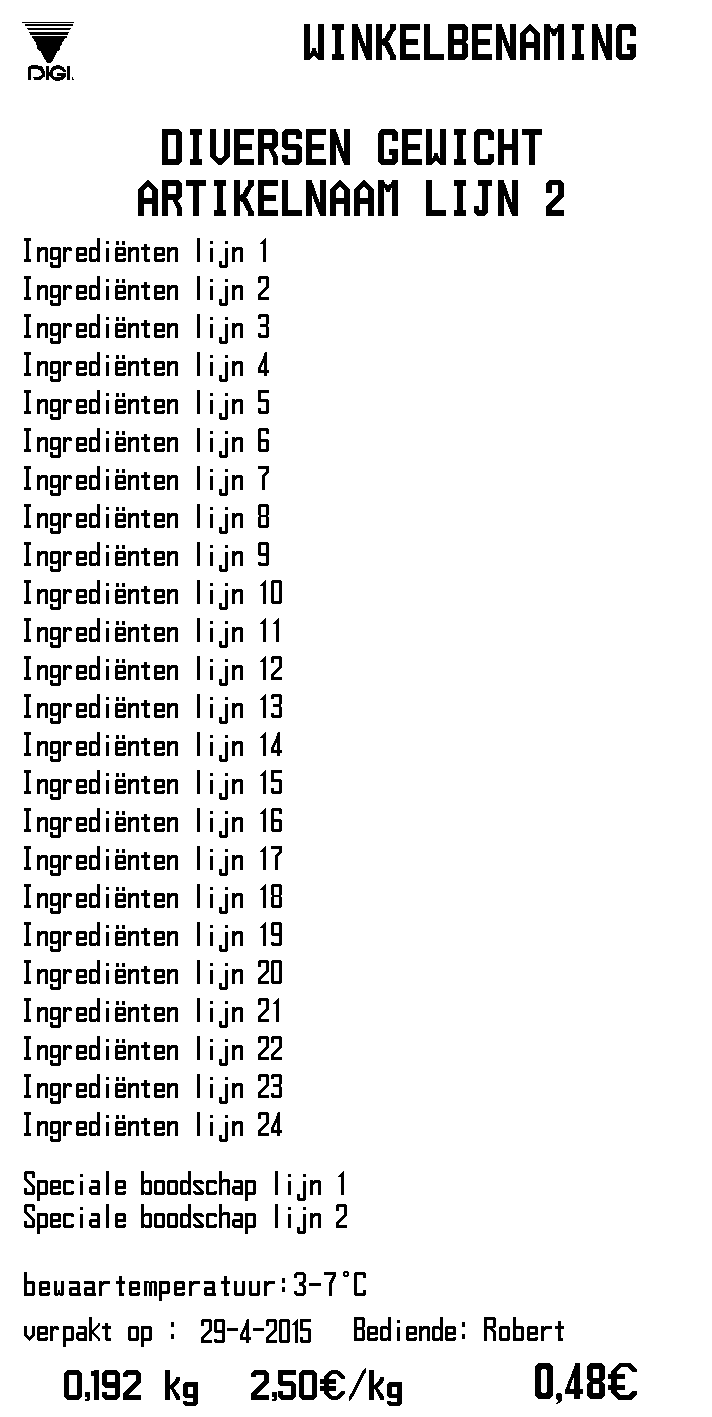 DIGI.
WINKELBENAMING
DIVERSEN GEWICHT
ARTIKELNAAM LIJN 2
Ingrediënten lijn 1
Ingrediënten lijn 2
Ingrediënten lijn 3
Ingrediënten lijn 4
Ingrediënten lijn 5
Ingrediënten lijn 6
Ingrediënten lijn 7
Ingrediënten lijn 8
Ingrediënten lijn 9
Ingrediënten lijn 10
Ingrediënten lijn 11
Ingrediënten lijn 12
Ingrediënten lijn 13
Ingrediënten lijn 14
Ingrediënten lijn 15
Ingrediënten lijn 16
Ingrediënten lijn 17
Ingrediënten lijn 18
Ingrediënten lijn 19
Ingrediënten lijn 20
Ingrediënten lijn 21
Ingrediënten lijn 22
Ingrediënten lijn 23
Ingrediënten lijn 24
Speciale boodschap lijn 1
Speciale boodschap lijn 2
bewaartemperatuur:3-7°C
verpakt op : 29-4-2015 Bediende: Robert
0,192 kg 2,50€/kg 0,48€